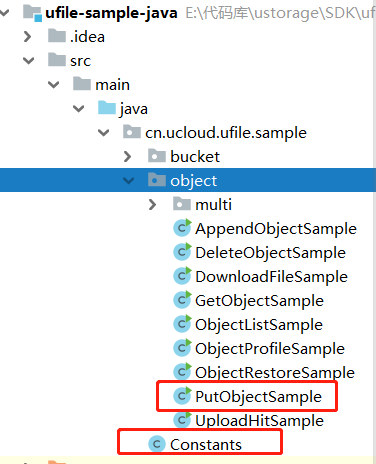 ufile-sample-java E:\代码库\ustorage\SDK\uf
.idea
src
main
java
cn.ucloud.ufile.sample
bucket
object
multi
AppendObjectSample
DeleteObjectSample
DownloadFileSample
GetObjectSample
ObjectListSample
ObjectProfileSample
ObjectRestoreSample
PutObjectSample
UploadHitSample
Constants